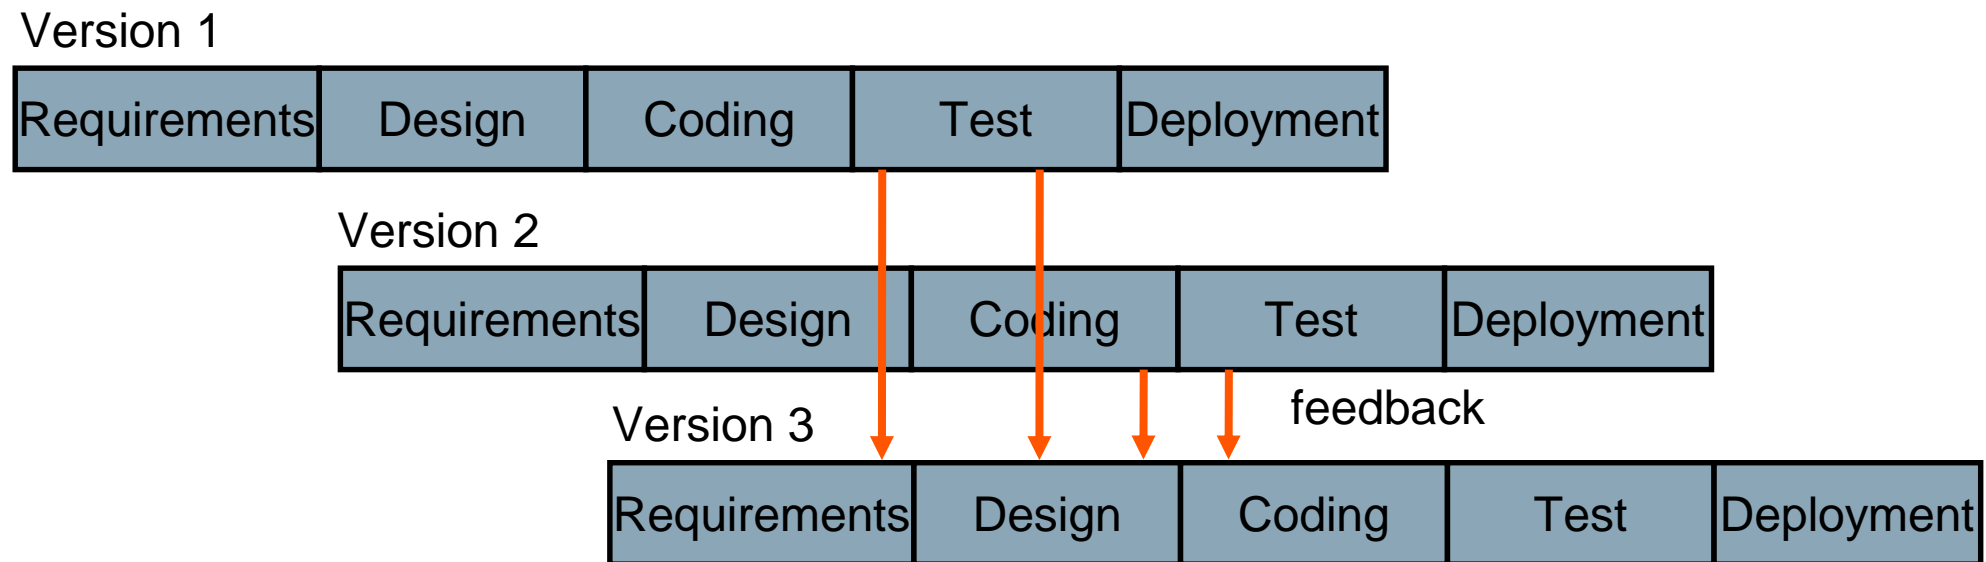 Version 1
Requirements Design Coding Test Deployment
Version 2
Requirements Design Coding Test Deployment
feedback
Version 3
Requirements Design Coding Test Deployment